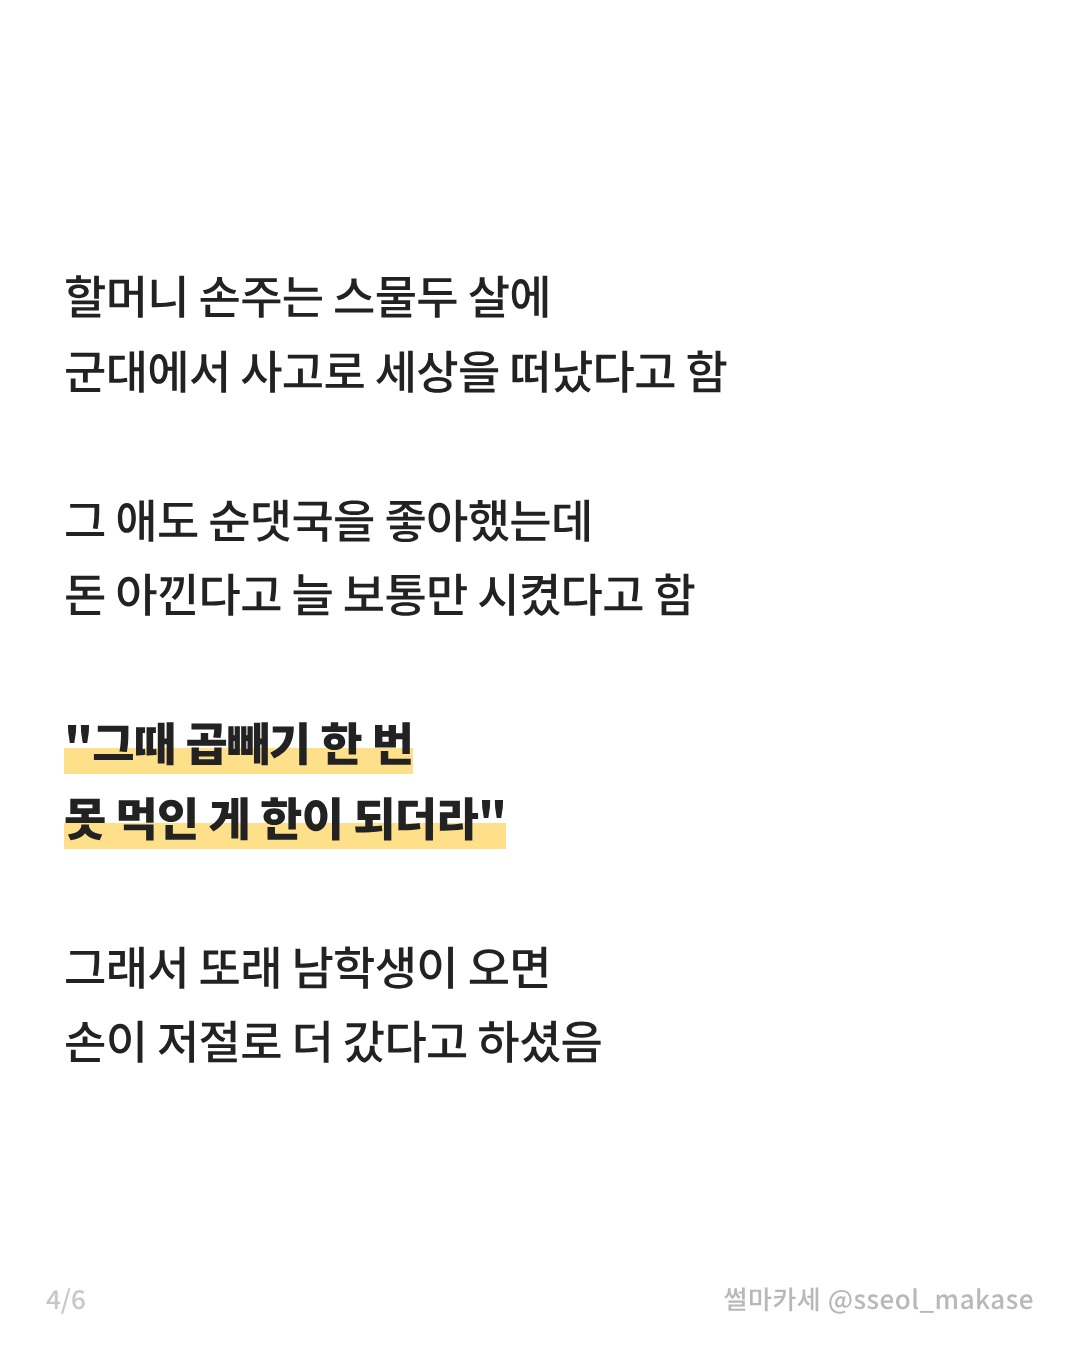 할머니 손주는 스물두 살에
군대에서 사고로 세상을 떠났다고 함
그 애도 순댓국을 좋아했는데
돈 아낀다고 늘 보통만 시켰다고 함
"그때 곱빼기 한 번
못 먹인 게 한이 되더라"
그래서 또래 남학생이 오면
손이 저절로 더 갔다고 하셨음
4/6
썰마카세 @sseol_makase